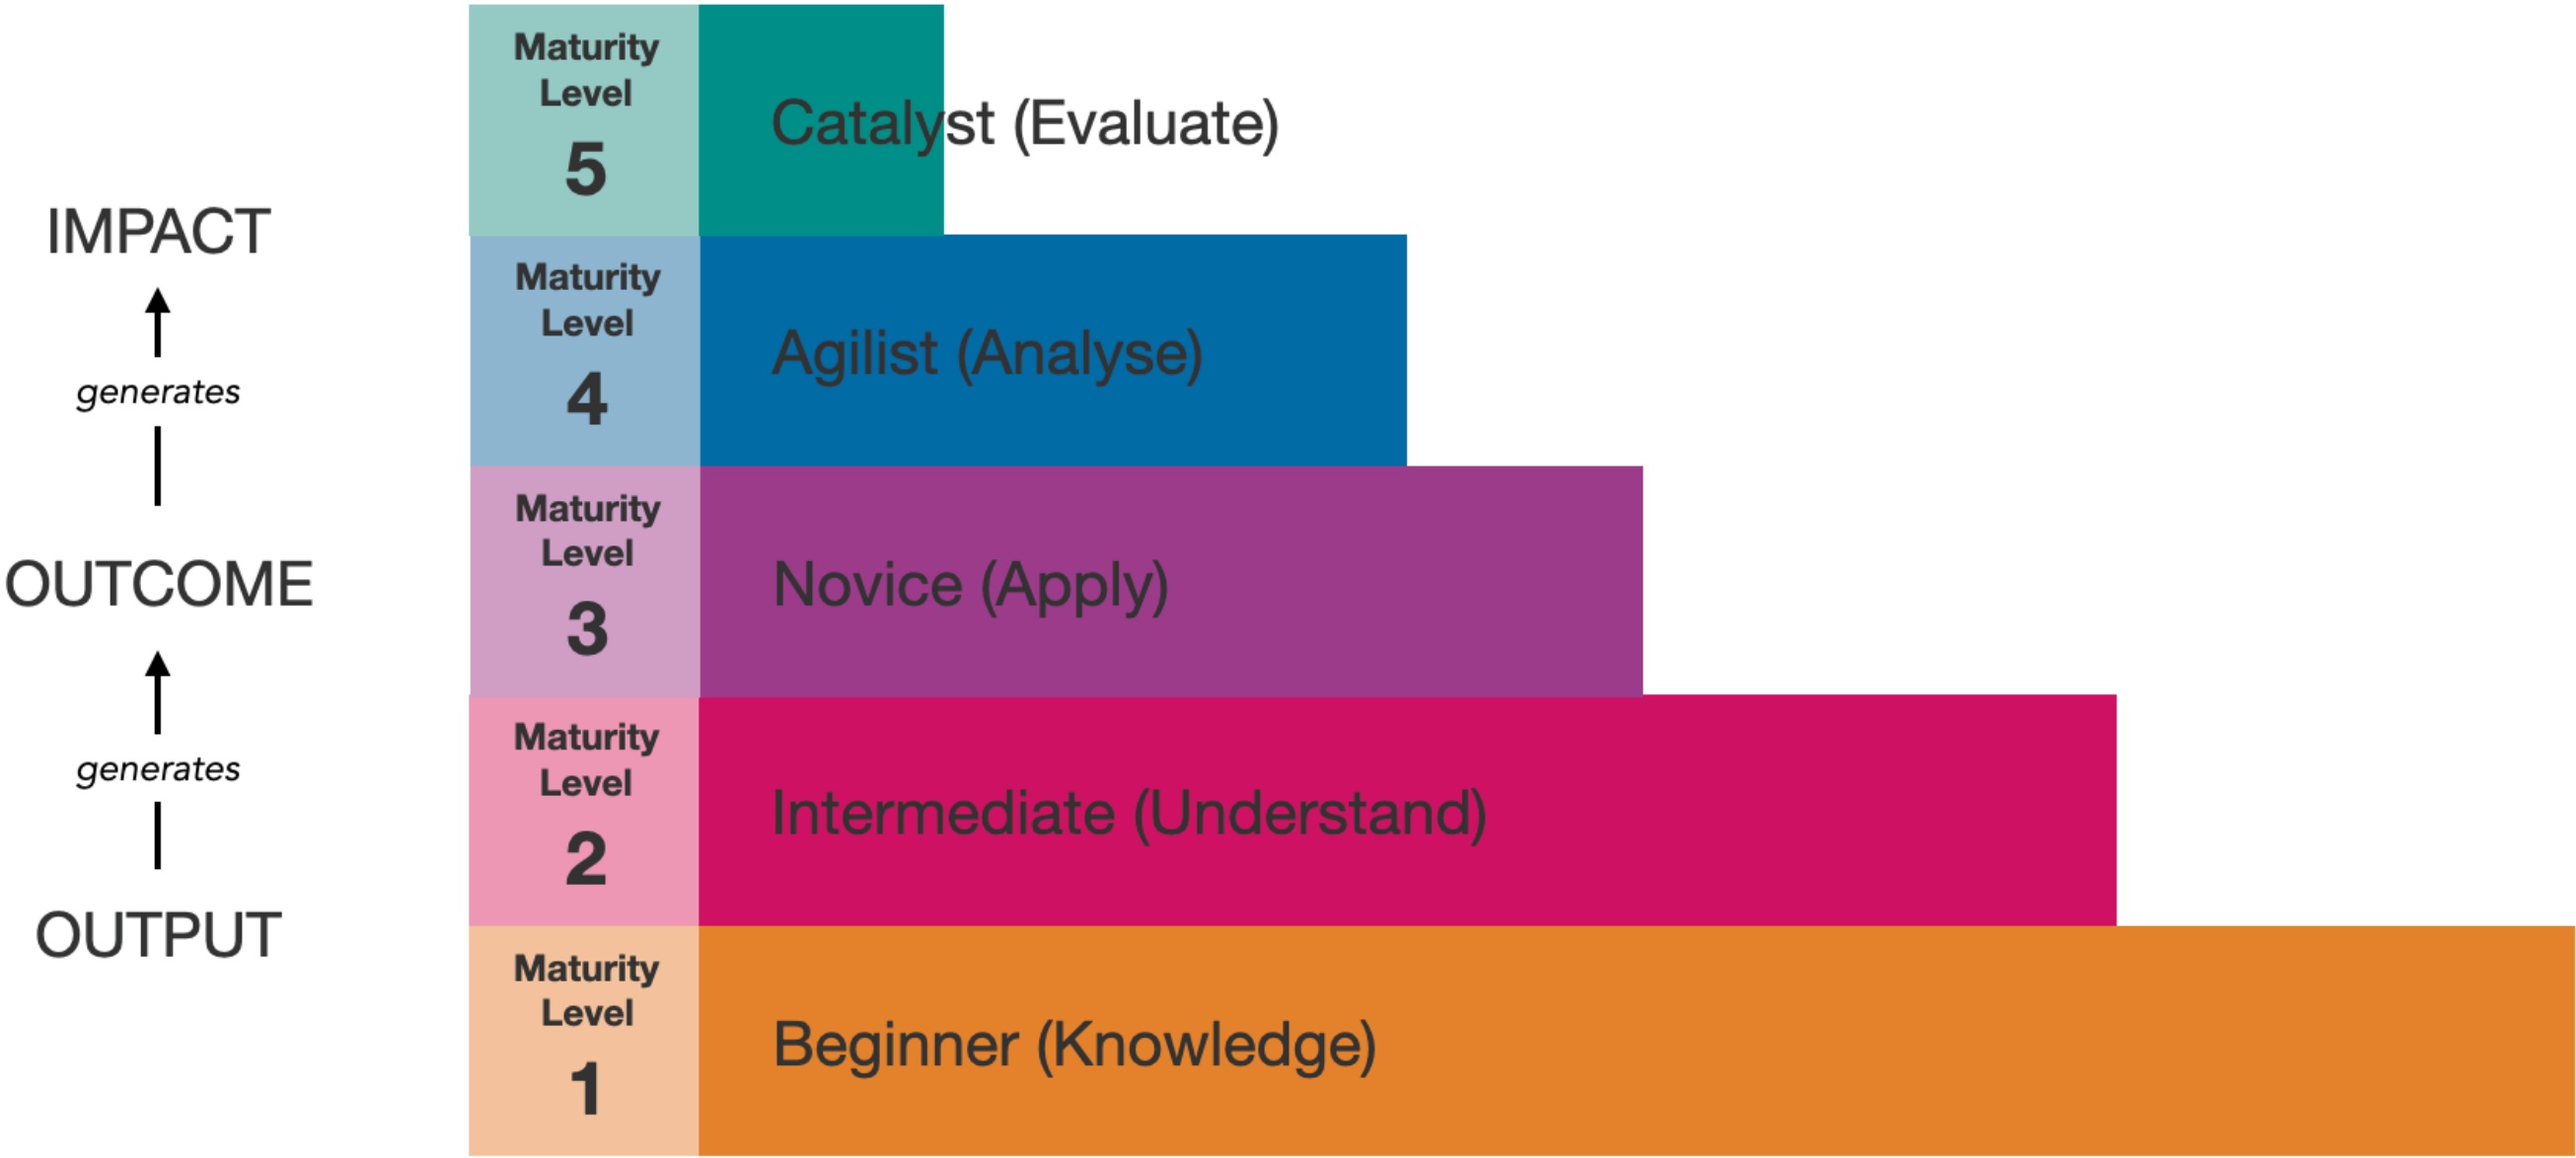 IMPACT
generates
OUTCOME
generates
OUTPUT
Maturity
Level
5
Catalyst (Evaluate)
Maturity
Level
4
Agilist (Analyse)
Maturity
Level
3
Novice (Apply)
Maturity
Level
2
Intermediate (Understand)
Maturity
Level
1
Beginner (Knowledge)